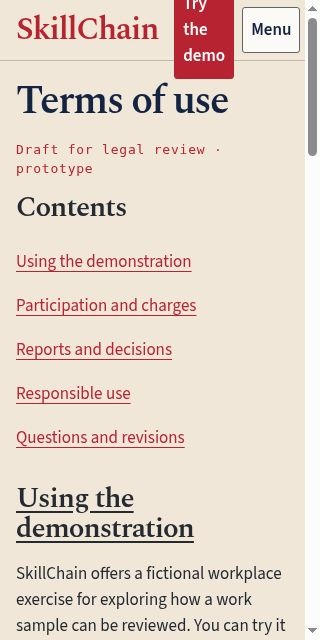 SkillChain
Try
the
demo
Menu
Terms of use
Draft for legal review ·
prototype
Contents
Using the demonstration
Participation and charges
Reports and decisions
Responsible use
Questions and revisions
Using the
demonstration
SkillChain offers a fictional workplace
exercise for exploring how a work
sample can be reviewed. You can try it